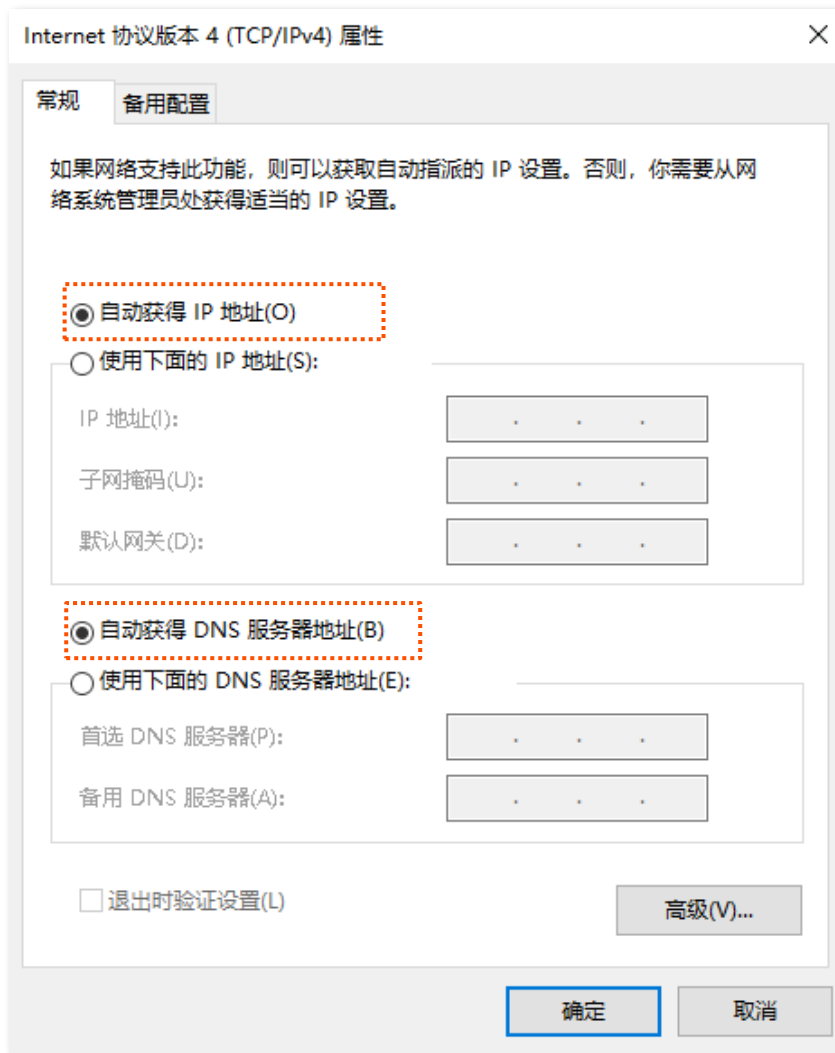 Internet 协议版本 4 (TCP/IPv4) 属性
常规
备用配置
如果网络支持此功能，则可以获取自动指派的 IP 设置。否则，你需要从网
络系统管理员处获得适当的 IP 设置。
自动获得 IP 地址(O)
使用下面的 IP 地址(S):
IP 地址(I):
子网掩码(U):
默认网关(D):
自动获得 DNS 服务器地址(B)
使用下面的 DNS 服务器地址(E):
首选 DNS 服务器(P):
备用 DNS 服务器(A):
退出时验证设置(L)
高级(V)...
确定
取消